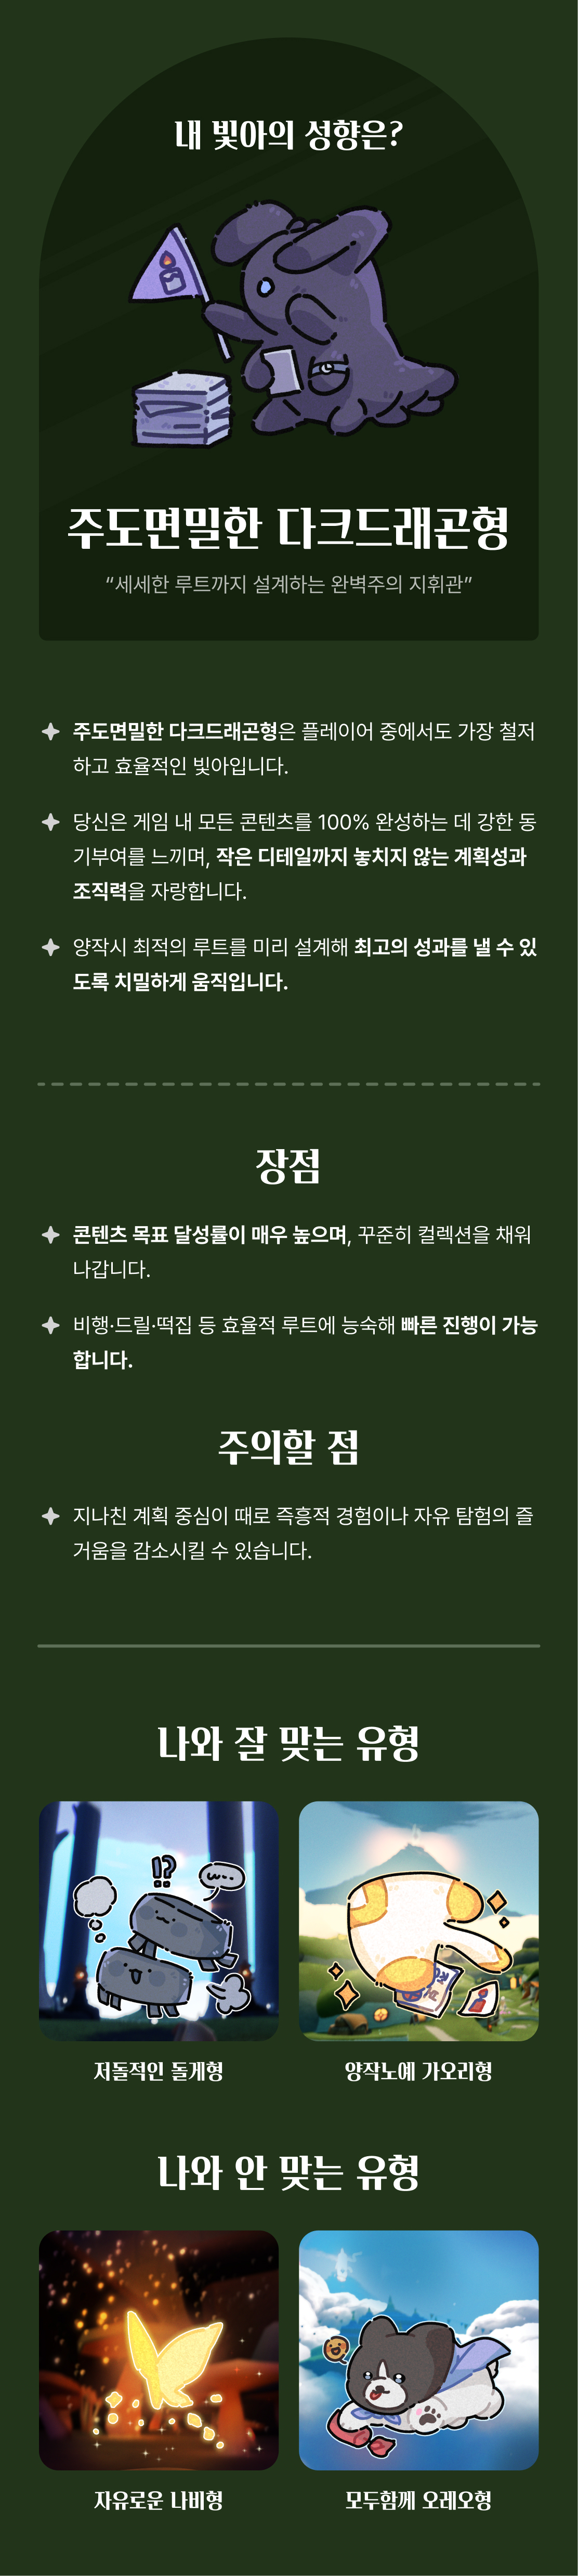 내 빛아의 성향은?
주도면밀한 다크드래곤형
“세세한 루트까지 설계하는 완벽주의 지휘관”
주도면밀한 다크드래곤형은 플레이어 중에서도 가장 철저
하고 효율적인 빛아입니다.
당신은 게임 내 모든 콘텐츠를 100% 완성하는 데 강한 동
기부여를 느끼며, 작은 디테일까지 놓치지 않는 계획성과
조직력을 자랑합니다.
양작시 최적의 루트를 미리 설계해 최고의 성과를 낼 수 있
도록 치밀하게 움직입니다.
장점
콘텐츠 목표 달성률이 매우 높으며, 꾸준히 컬렉션을 채워
나갑니다.
비행·드릴·떡집 등 효율적 루트에 능숙해 빠른 진행이 가능
합니다.
주의할 점
지나친 계획 중심이 때로 즉흥적 경험이나 자유 탐험의 즐
거움을 감소시킬 수 있습니다.
나와 잘 맞는 유형
!?
저돌적인 돌게형
양작노예 가오리형
나와 안 맞는 유형
자유로운 나비형
모두함께 오레오형